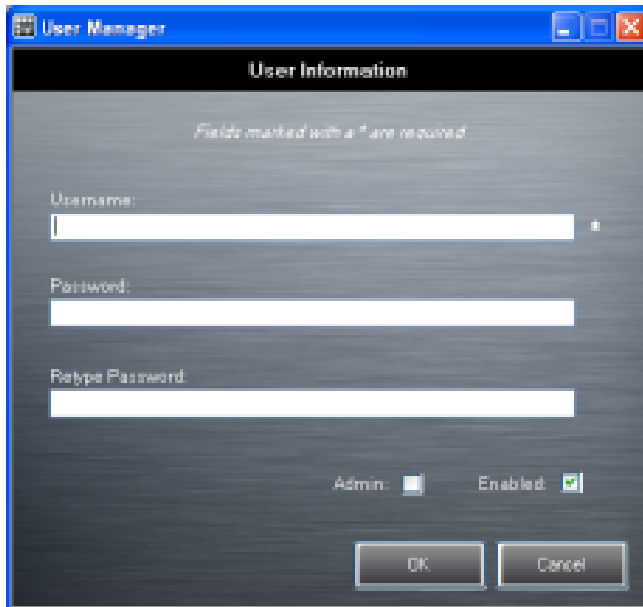 User Manager
User Information
Fields marked with a * are required
Username:
*
Password:
Retype Password:
Admin: Enabled:
OK Cancel